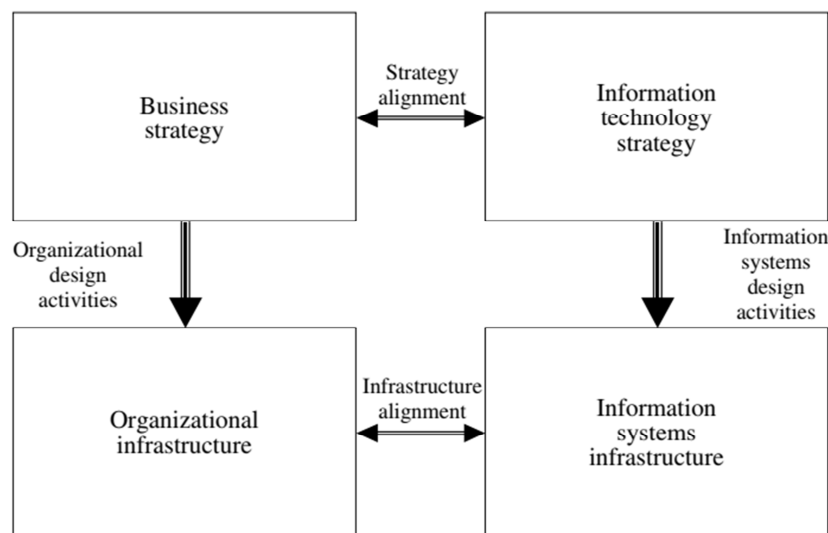 Business
strategy
Strategy
alignment
Information
technology
strategy
Organizational
design
activities
Information
systems
design
activities
Organizational
infrastructure
Infrastructure
alignment
Information
systems
infrastructure